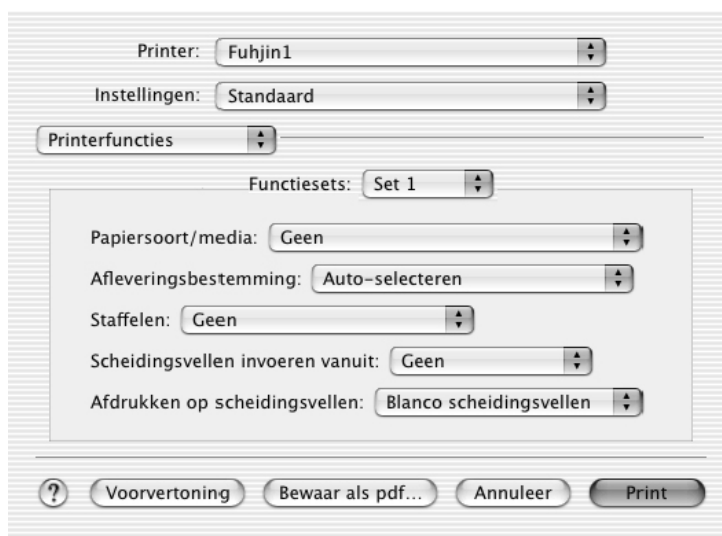 Printer: Fuhjin1
Instellingen: Standaard
Printerfuncties
Functiesets: Set 1
Papiersoort/media: Geen
Afleveringsbestemming: Auto-selecteren
Staffelen: Geen
Scheidingsvellen invoeren vanuit: Geen
Afdrukken op scheidingsvellen: Blanco scheidingsvellen
? Voorvertoning Bewaar als pdf... Annuleer Print